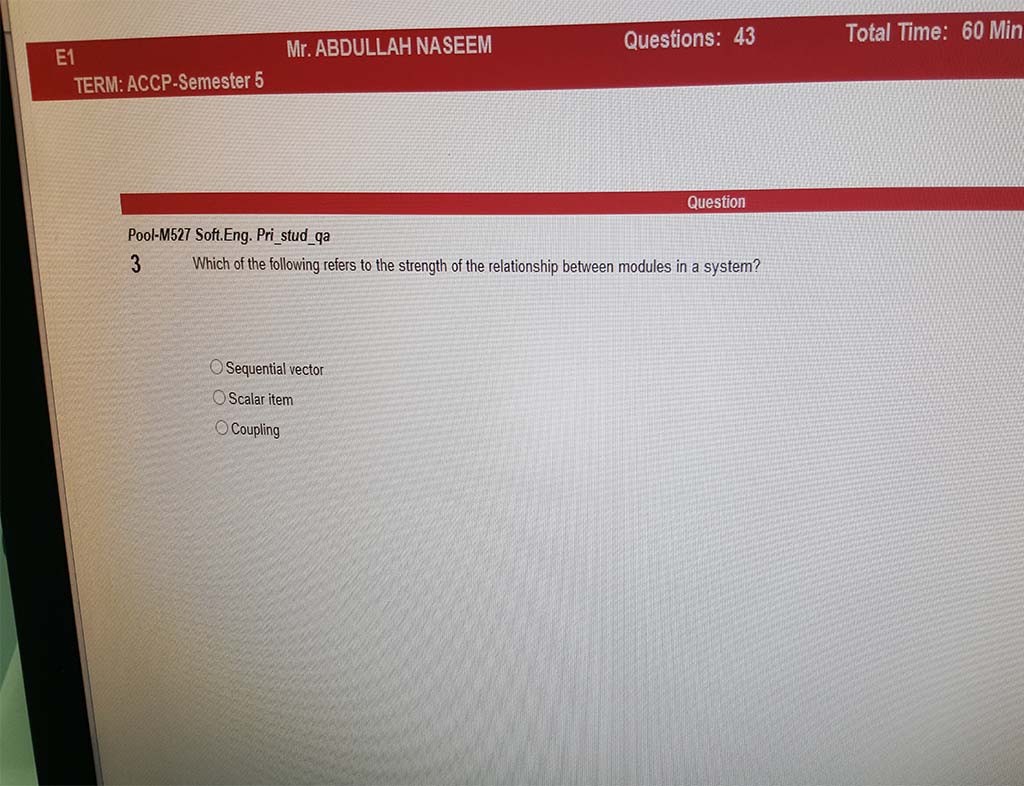 E1 Mr. ABDULLAH NASEEM Questions: 43 Total Time: 60 Min
TERM: ACCP-Semester 5
Question
Pool-M527 Soft.Eng. Pri_stud_qa
3 Which of the following refers to the strength of the relationship between modules in a system?
Sequential vector
Scalar item
Coupling